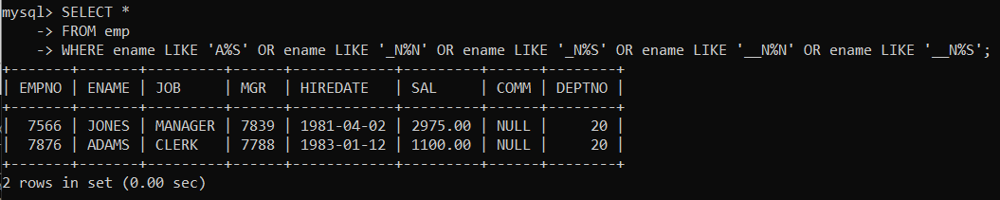 mysql> SELECT *
    -> FROM emp
    -> WHERE ename LIKE 'A%S' OR ename LIKE '_N%N' OR ename LIKE '_N%S' OR ename LIKE '__N%N' OR ename LIKE '__N%S';
+-------+-------+---------+------+------------+---------+------+--------+
| EMPNO | ENAME | JOB     | MGR  | HIREDATE   | SAL     | COMM | DEPTNO |
+-------+-------+---------+------+------------+---------+------+--------+
|  7566 | JONES | MANAGER | 7839 | 1981-04-02 | 2975.00 | NULL |     20 |
|  7876 | ADAMS | CLERK   | 7788 | 1983-01-12 | 1100.00 | NULL |     20 |
+-------+-------+---------+------+------------+---------+------+--------+
2 rows in set (0.00 sec)